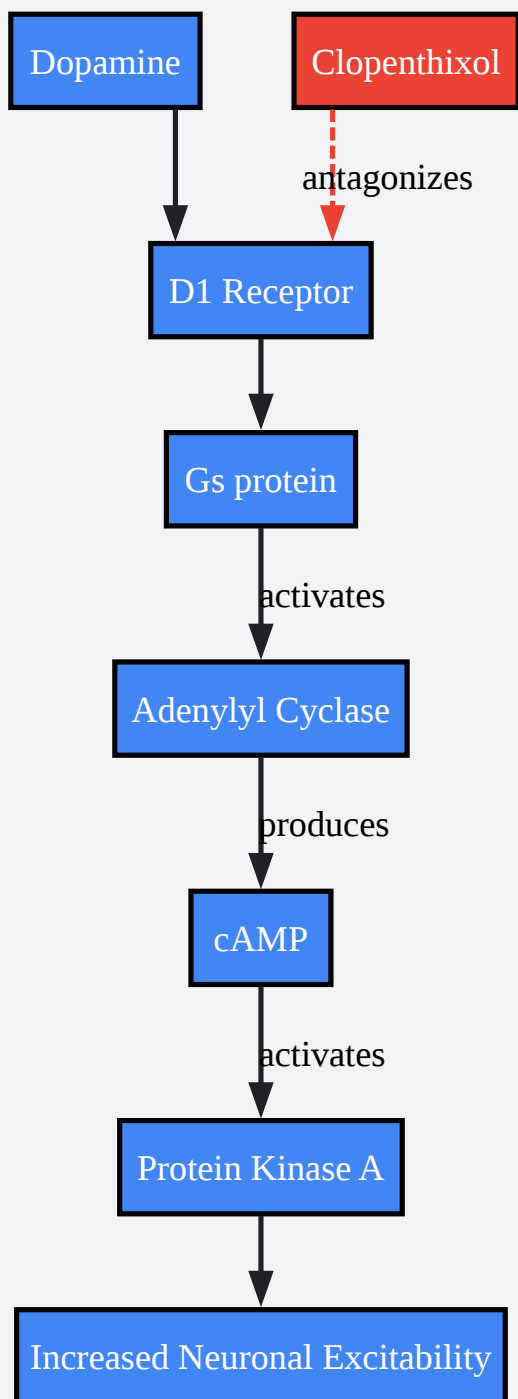 Dopamine
Clopenthixol
antagonizes
D1 Receptor
Gs protein
activates
Adenylyl Cyclase
produces
cAMP
activates
Protein Kinase A
Increased Neuronal Excitability